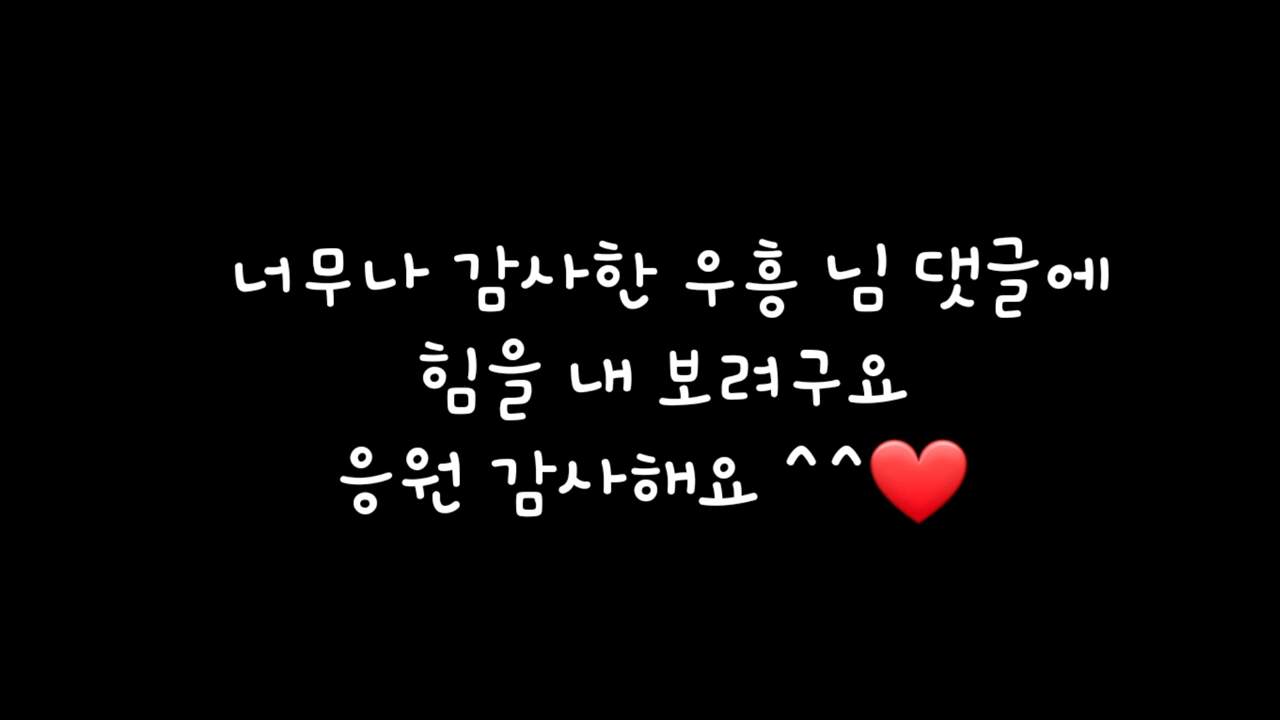 너무나 감사한 우흥 님 댓글에
힘을 내 보려구요
응원 감사해요 ^^❤️